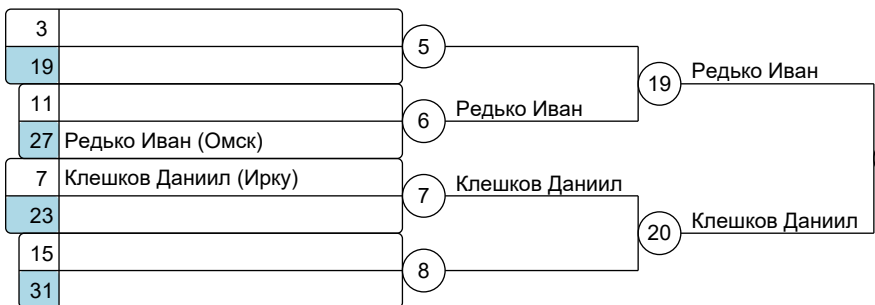 3
19
11
27 Редько Иван (Омск)
7 Клешков Даниил (Ирку)
23
15
31
5
6 Редько Иван
7 Клешков Даниил
8
19 Редько Иван
20 Клешков Даниил